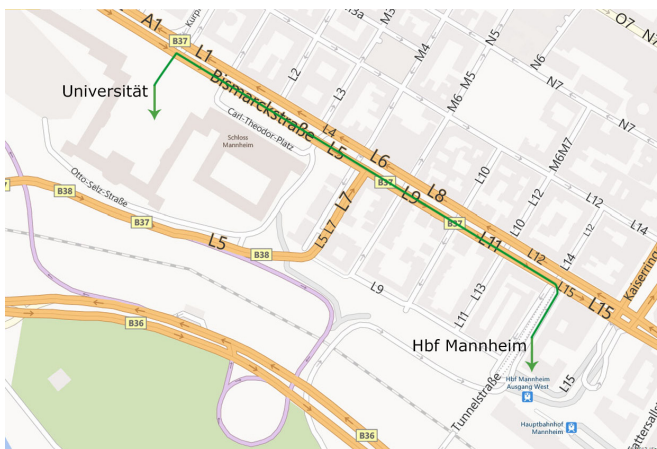 A1
Kurpf
B37
L1
Universität
Bismarckstraße
Carl-Theodor-Platz
Schloss
Mannheim
Otto-Selz-Straße
L2
L3
L4
L5
L6
M4
M5
M6
N5
N6
N7
O7
N7
N7
M6M7
B38
B37
L5
B38
L5 L7
L7
B37
L9
L8
B37
L10
L10
L12
L12
L11
L12
L14
L14
L15
L15
Kaiserring
L9
L11
L13
B36
B36
Hbf Mannheim
Tunnelstraße
Hbf Mannheim
Ausgang West
L15
Hauptbahnhof
Mannheim